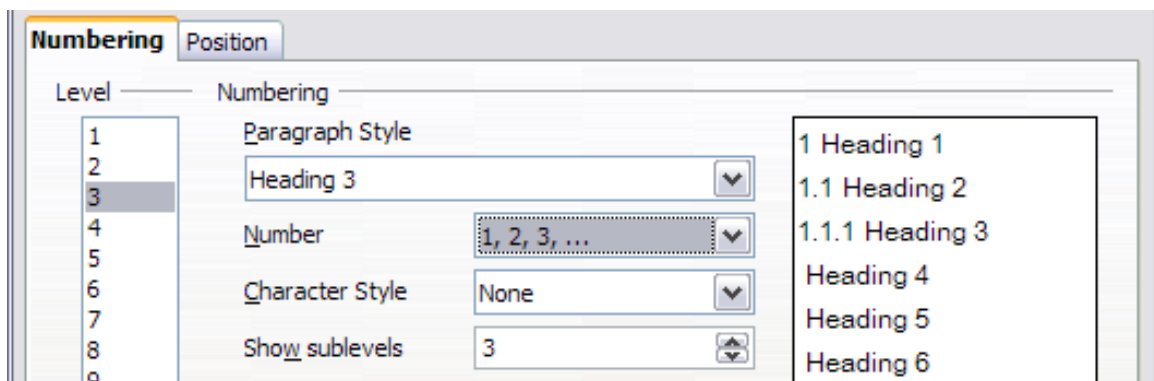 Numbering Position
Level Numbering
1
2
3
4
5
6
7
8
9
Paragraph Style
Heading 3
Number 1, 2, 3, ...
Character Style None
Show sublevels 3
1 Heading 1
1.1 Heading 2
1.1.1 Heading 3
Heading 4
Heading 5
Heading 6